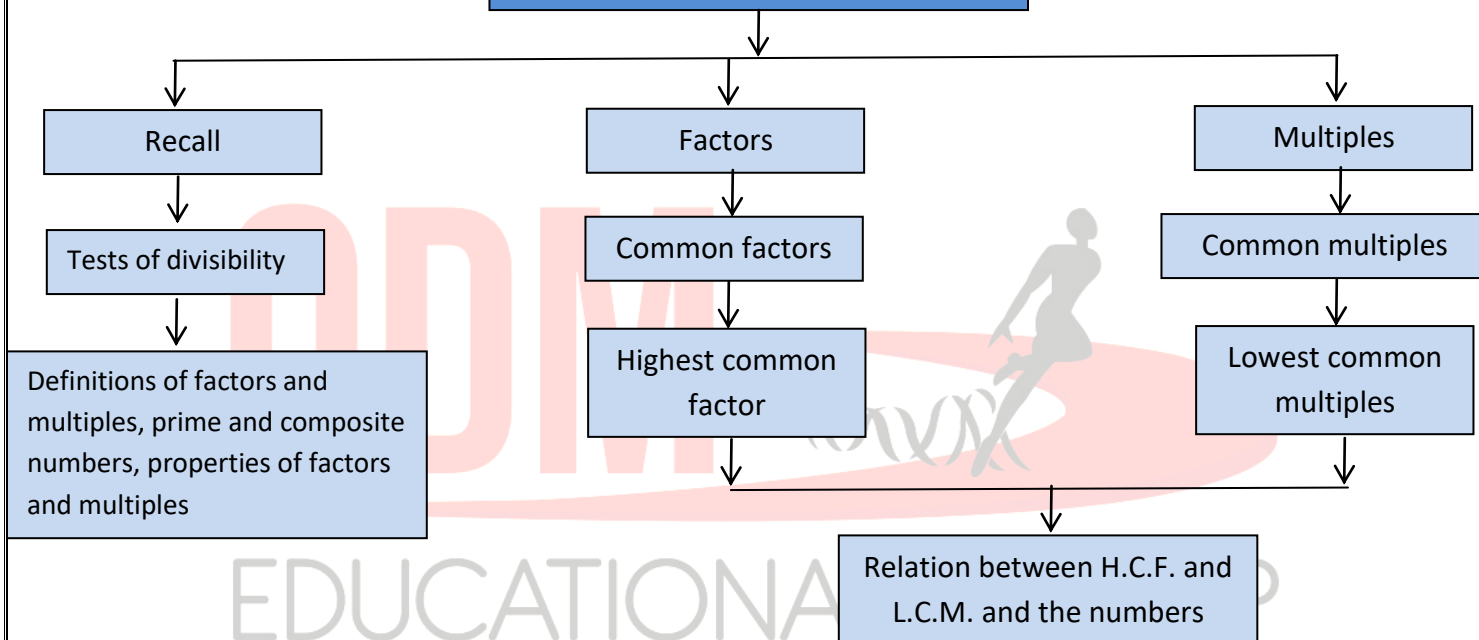 Recall
Factors
Multiples
Tests of divisibility
Common factors
Common multiples
Definitions of factors and
multiples, prime and composite
numbers, properties of factors
and multiples
Highest common
factor
Lowest common
multiples
Relation between H.C.F. and
L.C.M. and the numbers
ODM
EDUCATIONA
P